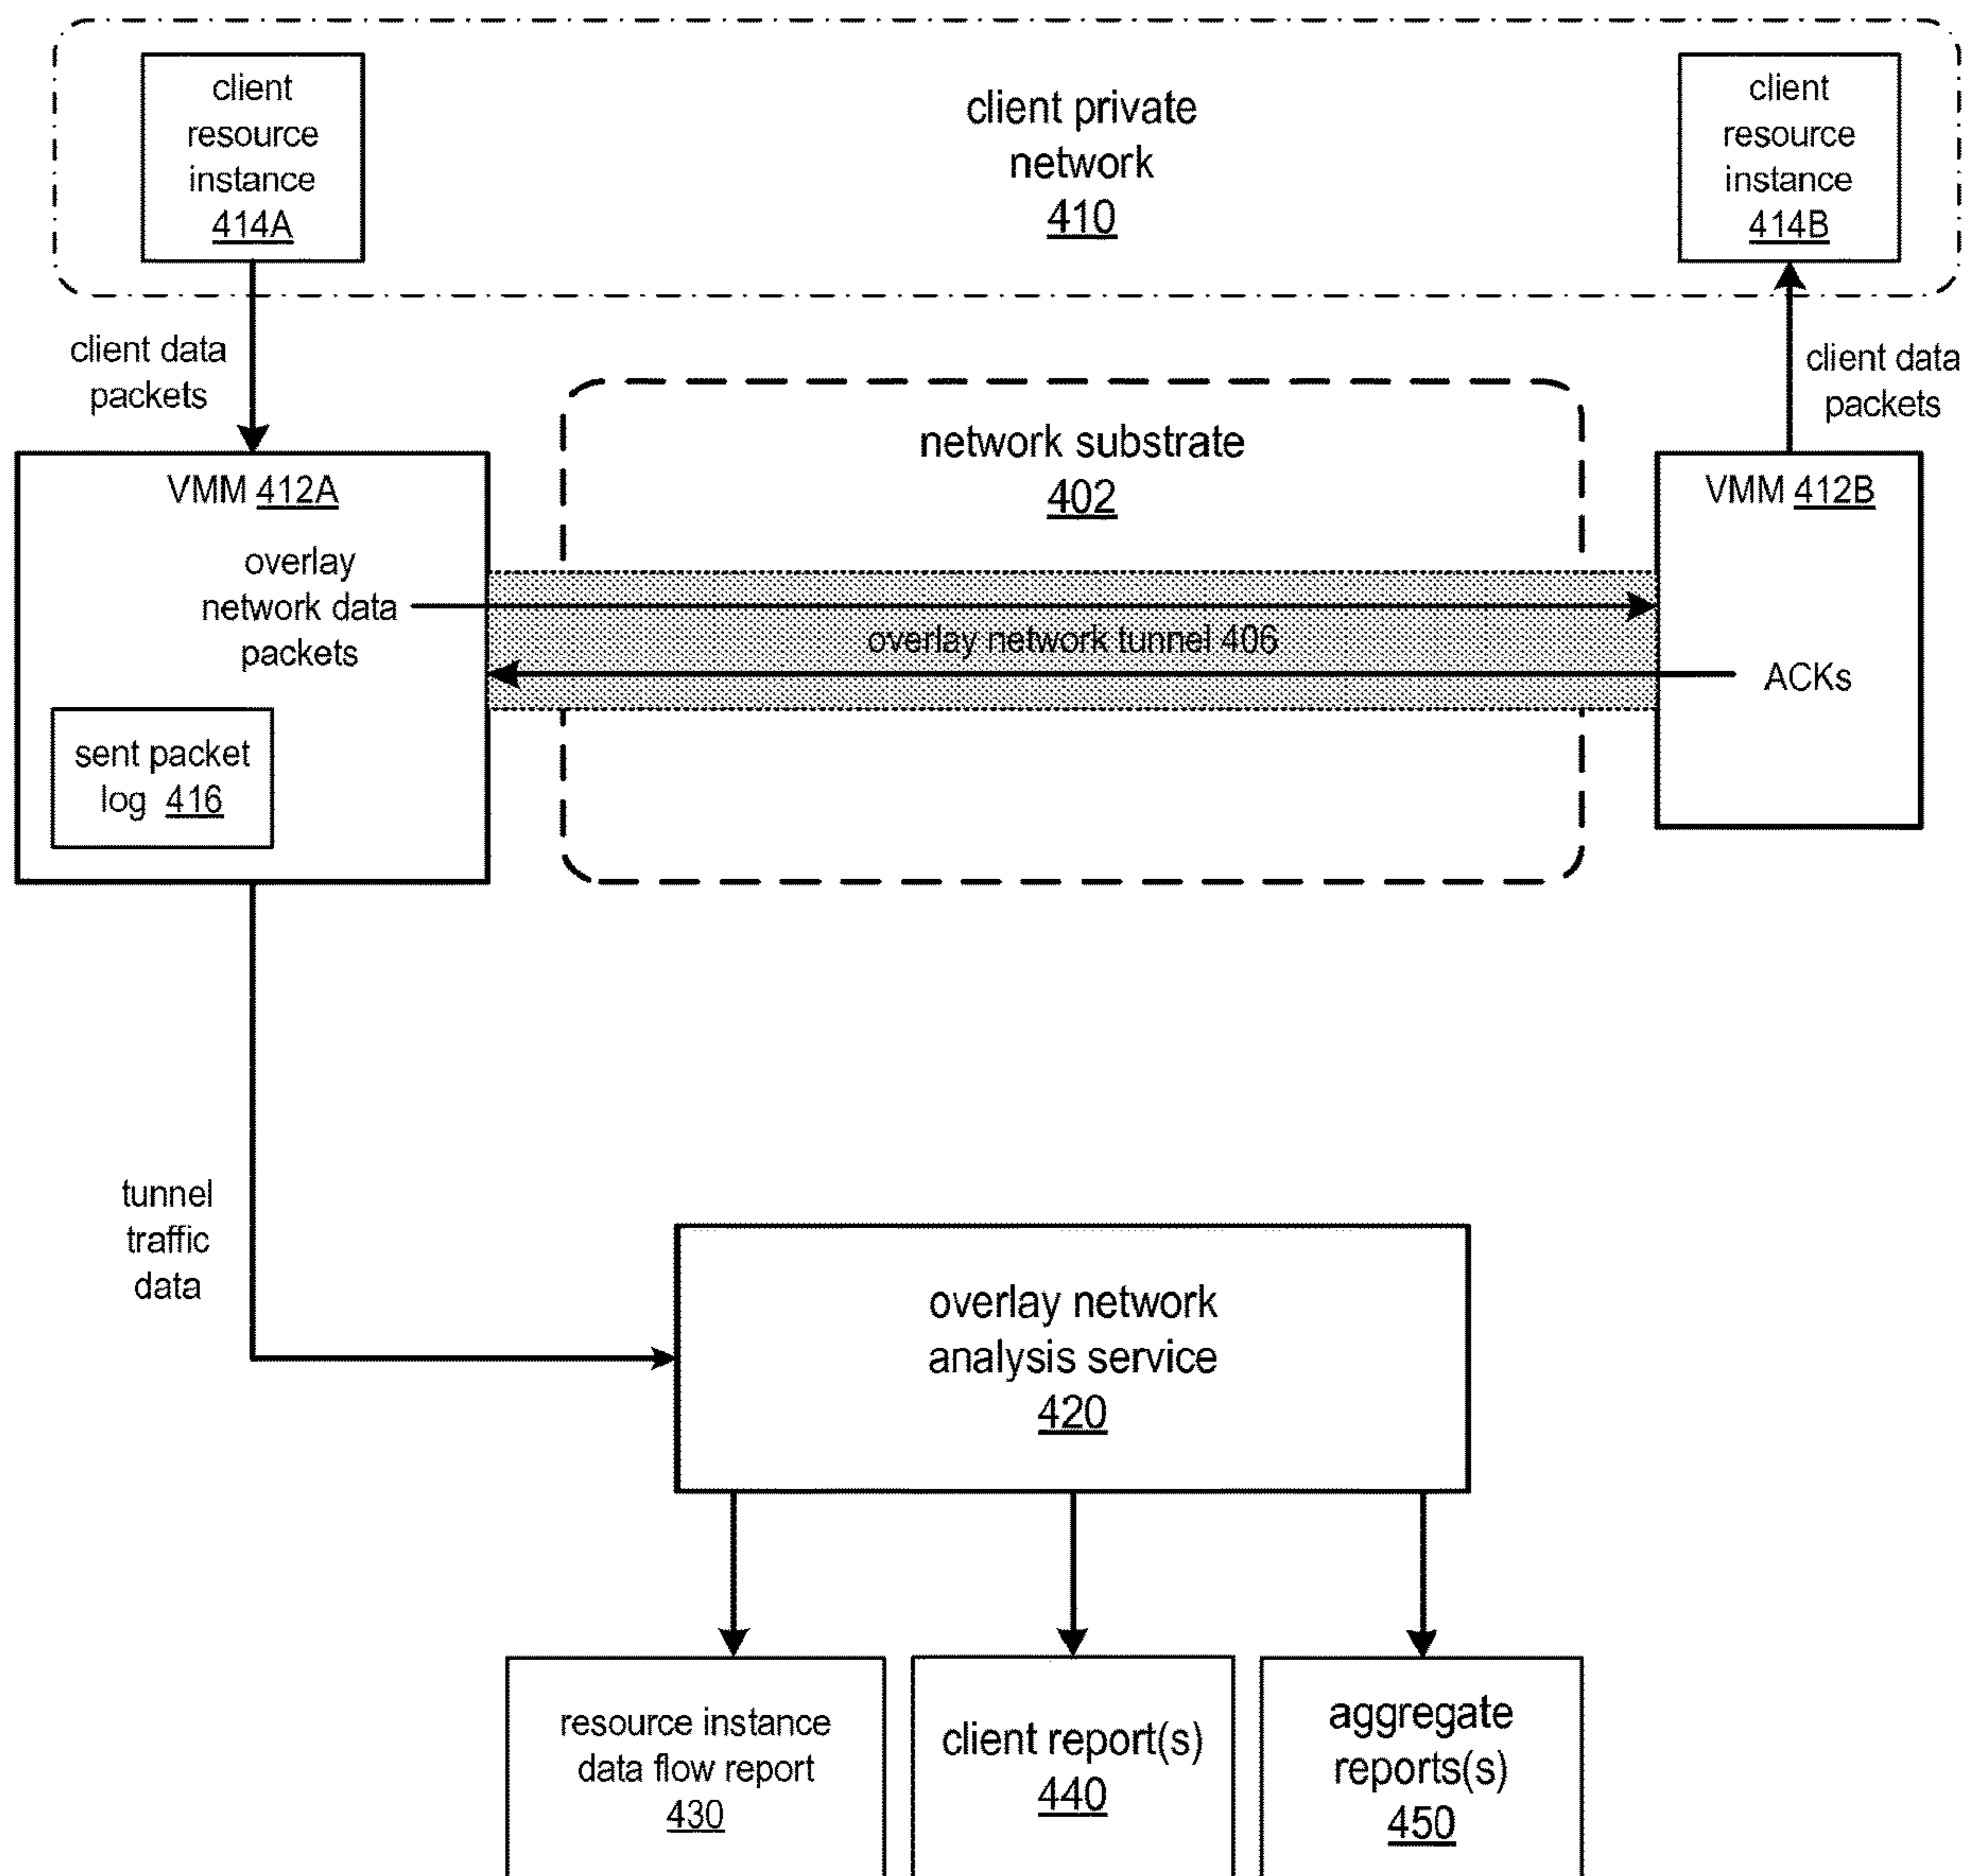 client
resource
instance
414A
client private
network
410
client
resource
instance
414B
client data
packets
client data
packets
network substrate
402
VMM 412A
overlay
network data
packets
sent packet
log 416
overlay network tunnel 406
VMM 412B
ACKs
tunnel
traffic
data
overlay network
analysis service
420
resource instance
data flow report
430
client report(s)
440
aggregate
reports(s)
450